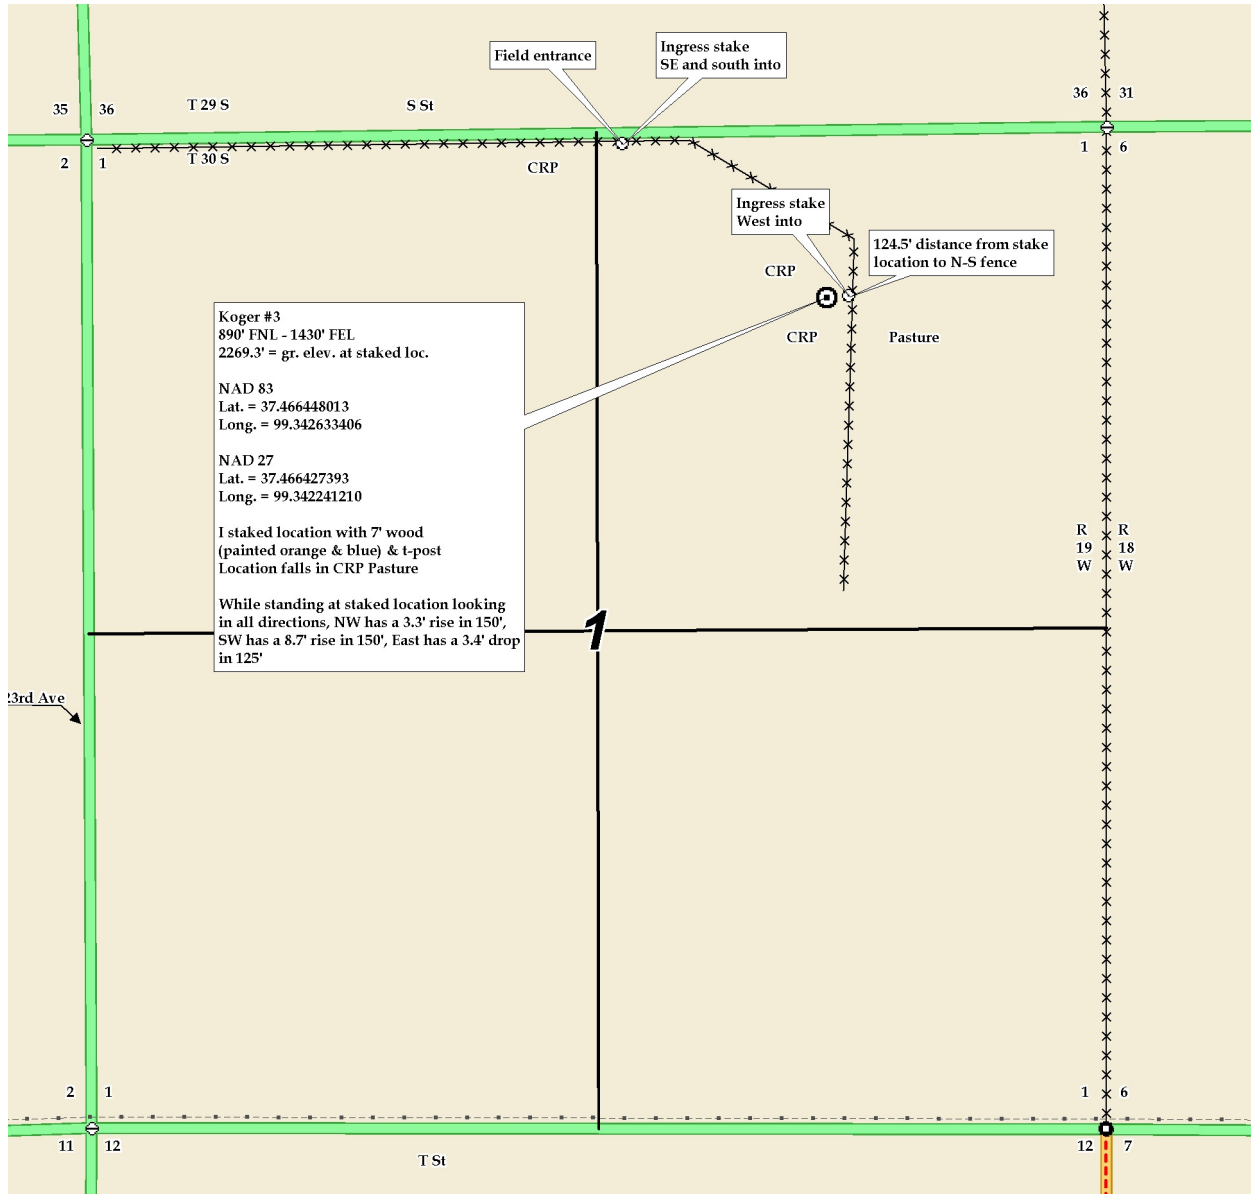 Field entrance
Ingress stake
SE and south into
35 36
T 29 S
S St
36 31
2 1
T 30 S
CRP
1 6
Ingress stake
West into
124.5' distance from stake
location to N-S fence
CRP
CRP
Pasture
Koger #3
890' FNL - 1430' FEL
2269.3' = gr. elev. at staked loc.
NAD 83
Lat. = 37.466448013
Long. = 99.342633406
NAD 27
Lat. = 37.466427393
Long. = 99.342241210
I staked location with 7' wood
(painted orange & blue) & t-post
Location falls in CRP Pasture
While standing at staked location looking
in all directions, NW has a 3.3' rise in 150',
SW has a 8.7' rise in 150', East has a 3.4' drop
in 125'
R R
19 18
W W
1
23rd Ave
2 1
1 6
11 12
T St
12 7